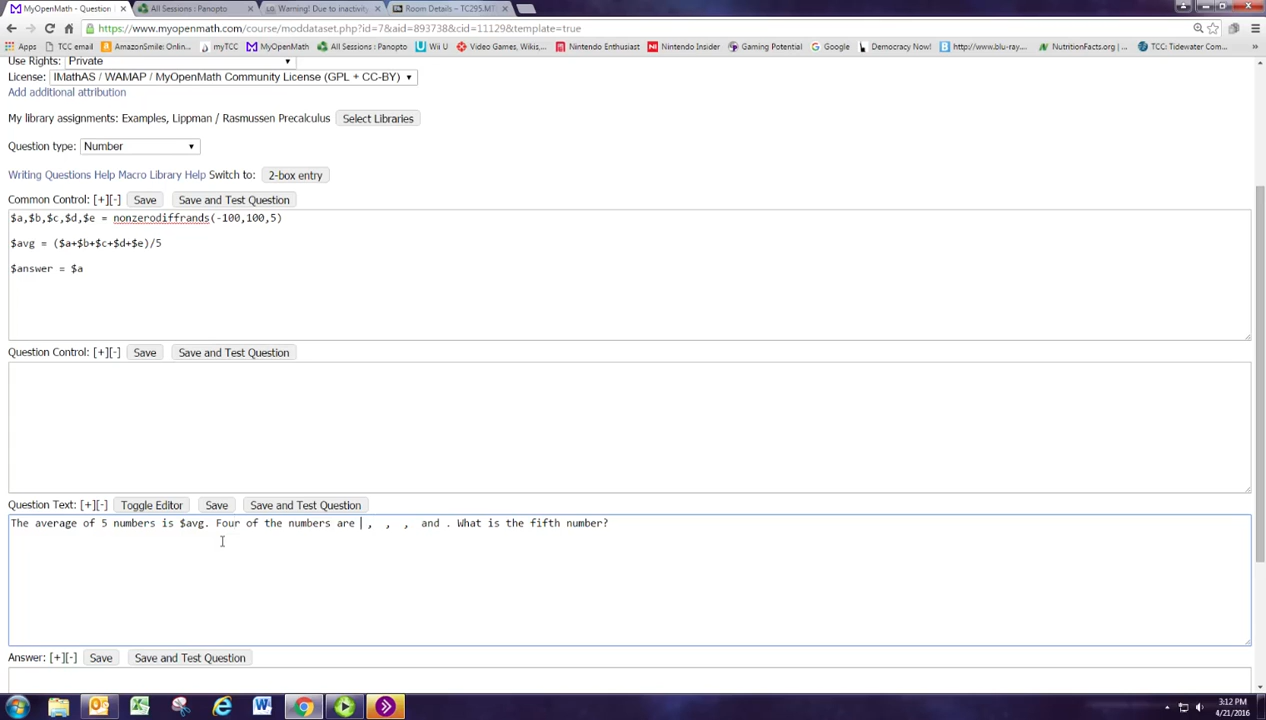 MyOpenMath - Question
All Sessions: Panopto
Warning! Due to inactivit
Room Details – TC295.MT
https://www.myopenmath.com/course/moddataset.php?id=7&aid=893738&cid=11129&template=true
Apps TCC email AmazonSmile: Onlin... myTCC MyOpenMath All Sessions : Panopto Wii U Video Games, Wikis,... Nintendo Enthusiast Nintendo Insider Gaming Potential Google Democracy Now! http://www.blu-ray... NutritionFacts.org | ... TCC: Tidewater Com... »
Use Rights: Private
License: IMathAS / WAMAP / MyOpenMath Community License (GPL + CC-BY)
Add additional attribution
My library assignments: Examples, Lippman / Rasmussen Precalculus Select Libraries
Question type: Number
Writing Questions Help Macro Library Help Switch to: 2-box entry
Common Control: [+][-] Save Save and Test Question
$a,$b,$c,$d,$e = nonzerodiffrands(-100,100,5)
$avg = ($a+$b+$c+$d+$e)/5
$answer = $a
Question Control: [+][-] Save Save and Test Question
Question Text: [+][-] Toggle Editor Save Save and Test Question
The average of 5 numbers is $avg. Four of the numbers are , , , and . What is the fifth number?
Answer: [+][-] Save Save and Test Question
3:12 PM
4/21/2016